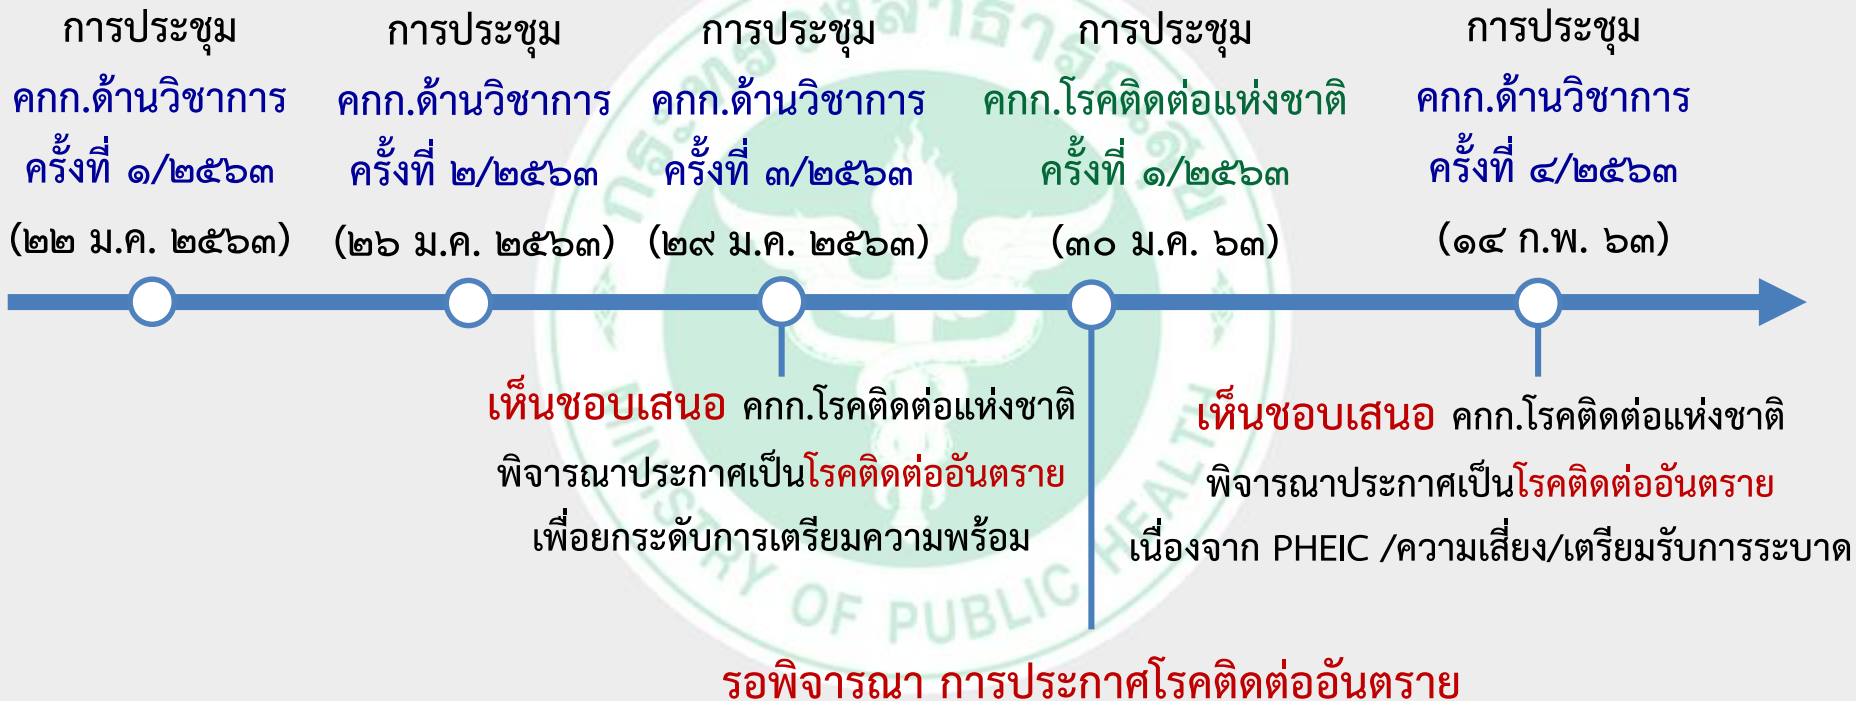 การประชุม
คกก.ด้านวิชาการ
ครั้งที่ ๑/๒๕๖๓
(๒๒ ม.ค. ๒๕๖๓)
การประชุม
คกก.ด้านวิชาการ
ครั้งที่ ๒/๒๕๖๓
(๒๖ ม.ค. ๒๕๖๓)
การประชุม
คกก.ด้านวิชาการ
ครั้งที่ ๓/๒๕๖๓
(๒๙ ม.ค. ๒๕๖๓)
การประชุม
คกก.โรคติดต่อแห่งชาติ
ครั้งที่ ๑/๒๕๖๓
(๓๐ ม.ค. ๖๓)
การประชุม
คกก.ด้านวิชาการ
ครั้งที่ ๔/๒๕๖๓
(๑๔ ก.พ. ๖๓)
เห็นชอบเสนอ คกก.โรคติดต่อแห่งชาติ
พิจารณาประกาศเป็นโรคติดต่ออันตราย
เพื่อยกระดับการเตรียมความพร้อม
เห็นชอบเสนอ คกก.โรคติดต่อแห่งชาติ
พิจารณาประกาศเป็นโรคติดต่ออันตราย
เนื่องจาก PHEIC /ความเสี่ยง/เตรียมรับการระบาด
รอพิจารณา การประกาศโรคติดต่ออันตราย
กระทรวงสาธารณสุข
MINISTRY OF PUBLIC HEALTH